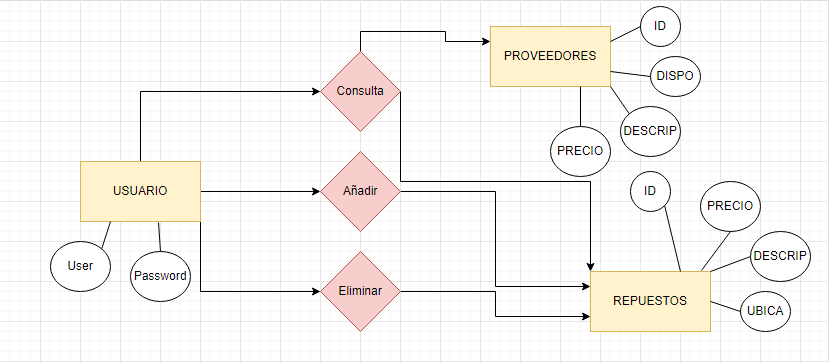 ID
PROVEEDORES
DISPO
Consulta
DESCRIP
PRECIO
USUARIO
Añadir
ID
PRECIO
User
Password
DESCRIP
Eliminar
REPUESTOS
UBICA